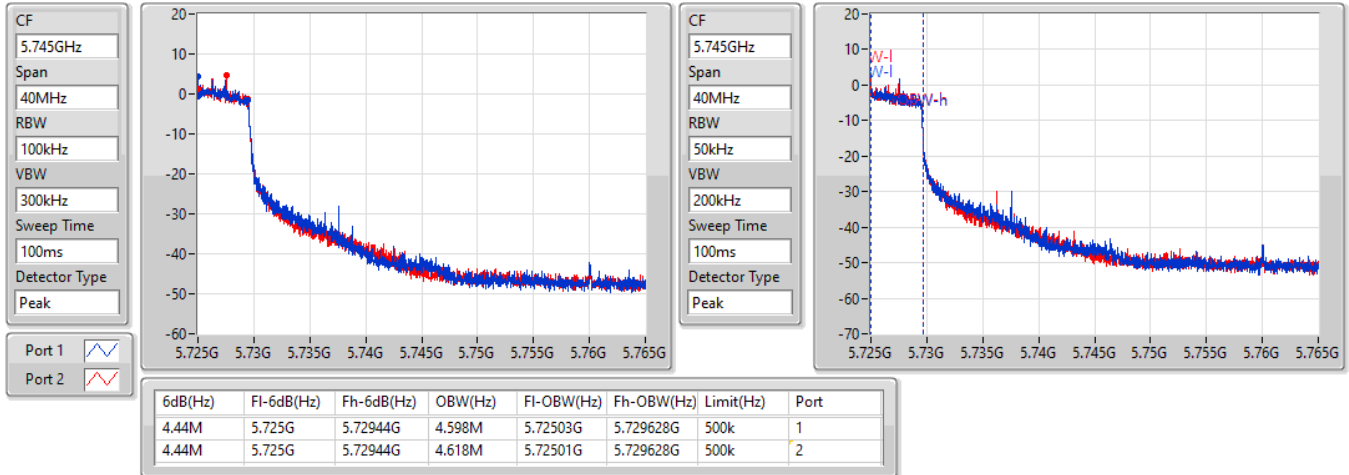 CF
5.745GHz
Span
40MHz
RBW
100kHz
VBW
300kHz
Sweep Time
100ms
Detector Type
Peak
Port 1
Port 2
20
10
0
-10
-20
-30
-40
-50
-60
5.725G 5.73G 5.735G 5.74G 5.745G 5.75G 5.755G 5.76G 5.765G
CF
5.745GHz
Span
40MHz
RBW
50kHz
VBW
200kHz
Sweep Time
100ms
Detector Type
Peak
20
10
0
-10
-20
-30
-40
-50
-60
-70
W-l
W-l
W-h
5.725G 5.73G 5.735G 5.74G 5.745G 5.75G 5.755G 5.76G 5.765G
6dB(Hz) Fl-6dB(Hz) Fh-6dB(Hz) OBW(Hz) Fl-OBW(Hz) Fh-OBW(Hz) Limit(Hz) Port
4.44M 5.725G 5.72944G 4.598M 5.72503G 5.729628G 500k 1
4.44M 5.725G 5.72944G 4.618M 5.72501G 5.729628G 500k 2